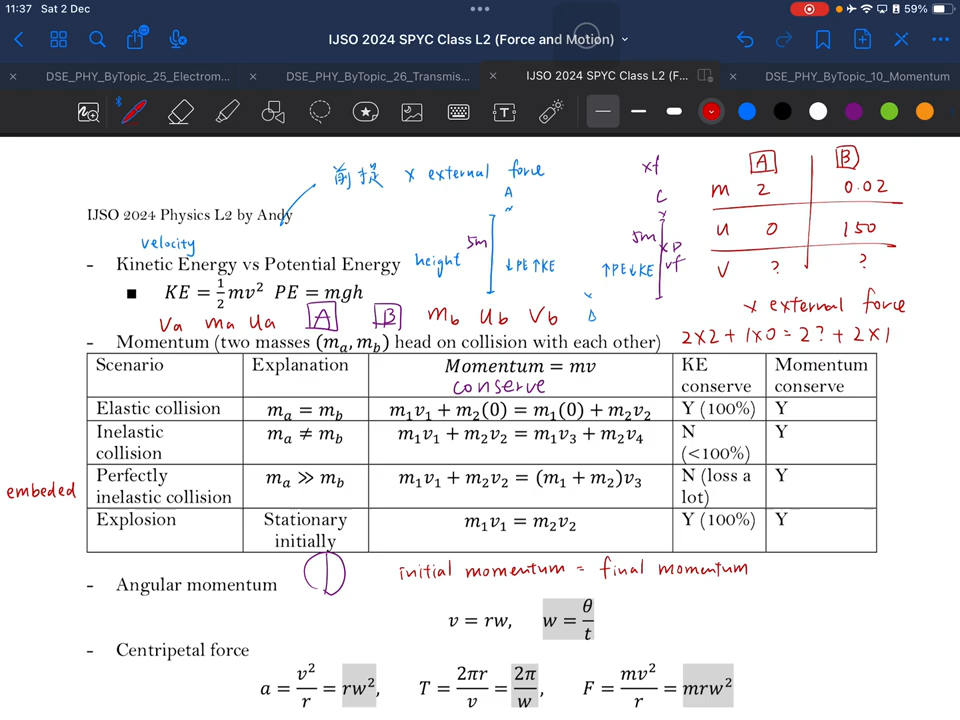 11:37 Sat 2 Dec
59%
IJSO 2024 SPYC Class L2 (Force and Motion)
DSE_PHY_ByTopic_25_Electrom...
DSE_PHY_ByTopic_26_Transmis...
IJSO 2024 SPYC Class L2 (F...
DSE_PHY_ByTopic_10_Momentum
前提 x external force
xf
A B
m 2 0.02
u 0 150
v ? ?
A
C
IJSO 2024 Physics L2 by Andy
velocity
- Kinetic Energy vs Potential Energy
height
5m
↓PE↑KE
5m
xp
↑PE↓KE
vf
■ KE = 1/2 mv² PE = mgh
x external force
Va ma Ua A B mb Ub Vb
2x2 + 1x0 = 2? + 2x1
- Momentum (two masses (mₐ, m_b) head on collision with each other)
Scenario Explanation Momentum = mv KE conserve Momentum conserve
conserve
Elastic collision mₐ = m_b m₁v₁ + m₂(0) = m₁(0) + m₂v₂ Y (100%) Y
Inelastic collision mₐ ≠ m_b m₁v₁ + m₂v₂ = m₁v₃ + m₂v₄ N (<100%) Y
embeded
Perfectly inelastic collision mₐ ≫ m_b m₁v₁ + m₂v₂ = (m₁ + m₂)v₃ N (loss a lot) Y
Explosion Stationary initially m₁v₁ = m₂v₂ Y (100%) Y
initial momentum = final momentum
- Angular momentum
v = rw, w = θ/t
- Centripetal force
a = v²/r = rw², T = 2πr/v = 2π/w, F = mv²/r = mrw²